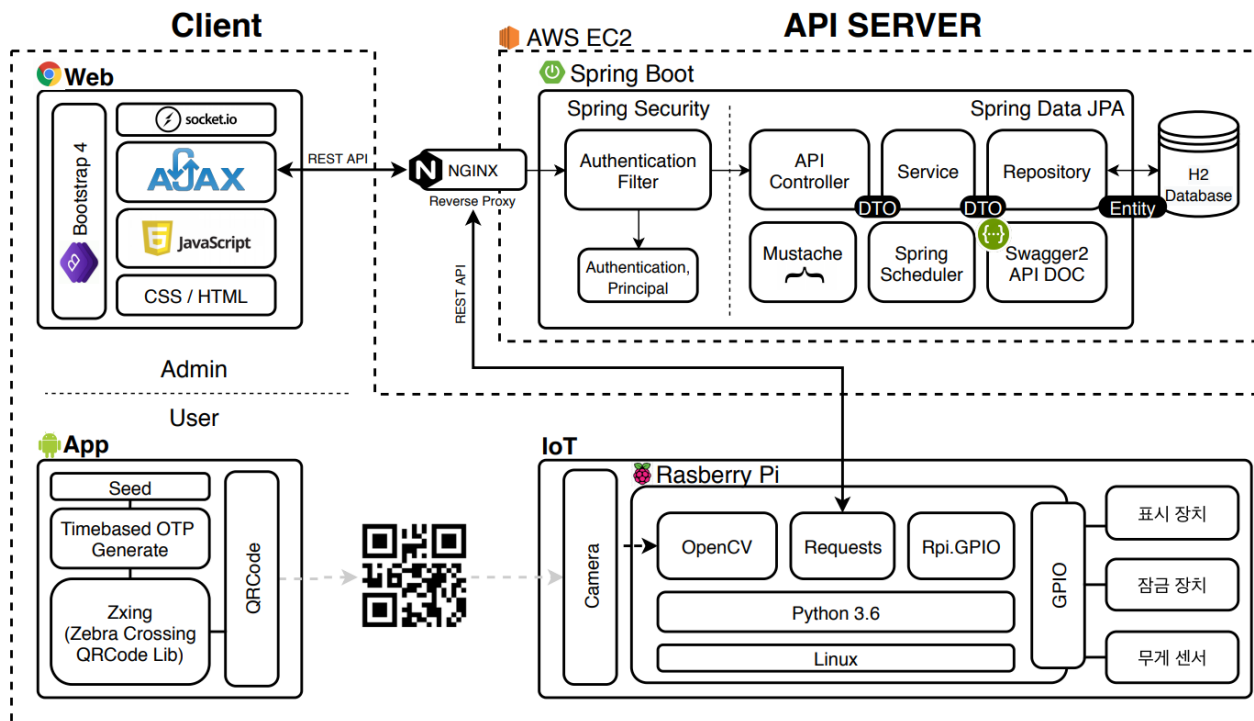 Client
API SERVER
AWS EC2
Web
Bootstrap 4
socket.io
AJAX
JavaScript
CSS / HTML
REST API
NGINX
Reverse Proxy
REST API
Spring Boot
Spring Security
Spring Data JPA
Authentication
Filter
Authentication,
Principal
API
Controller
Service
Repository
DTO
DTO
Entity
H2
Database
Mustache
Spring
Scheduler
{···}
Swagger2
API DOC
Admin
User
App
Seed
Timebased OTP
Generate
Zxing
(Zebra Crossing
QRCode Lib)
QRCode
IoT
Camera
Rasberry Pi
OpenCV
Requests
Rpi.GPIO
Python 3.6
Linux
GPIO
표시 장치
잠금 장치
무게 센서